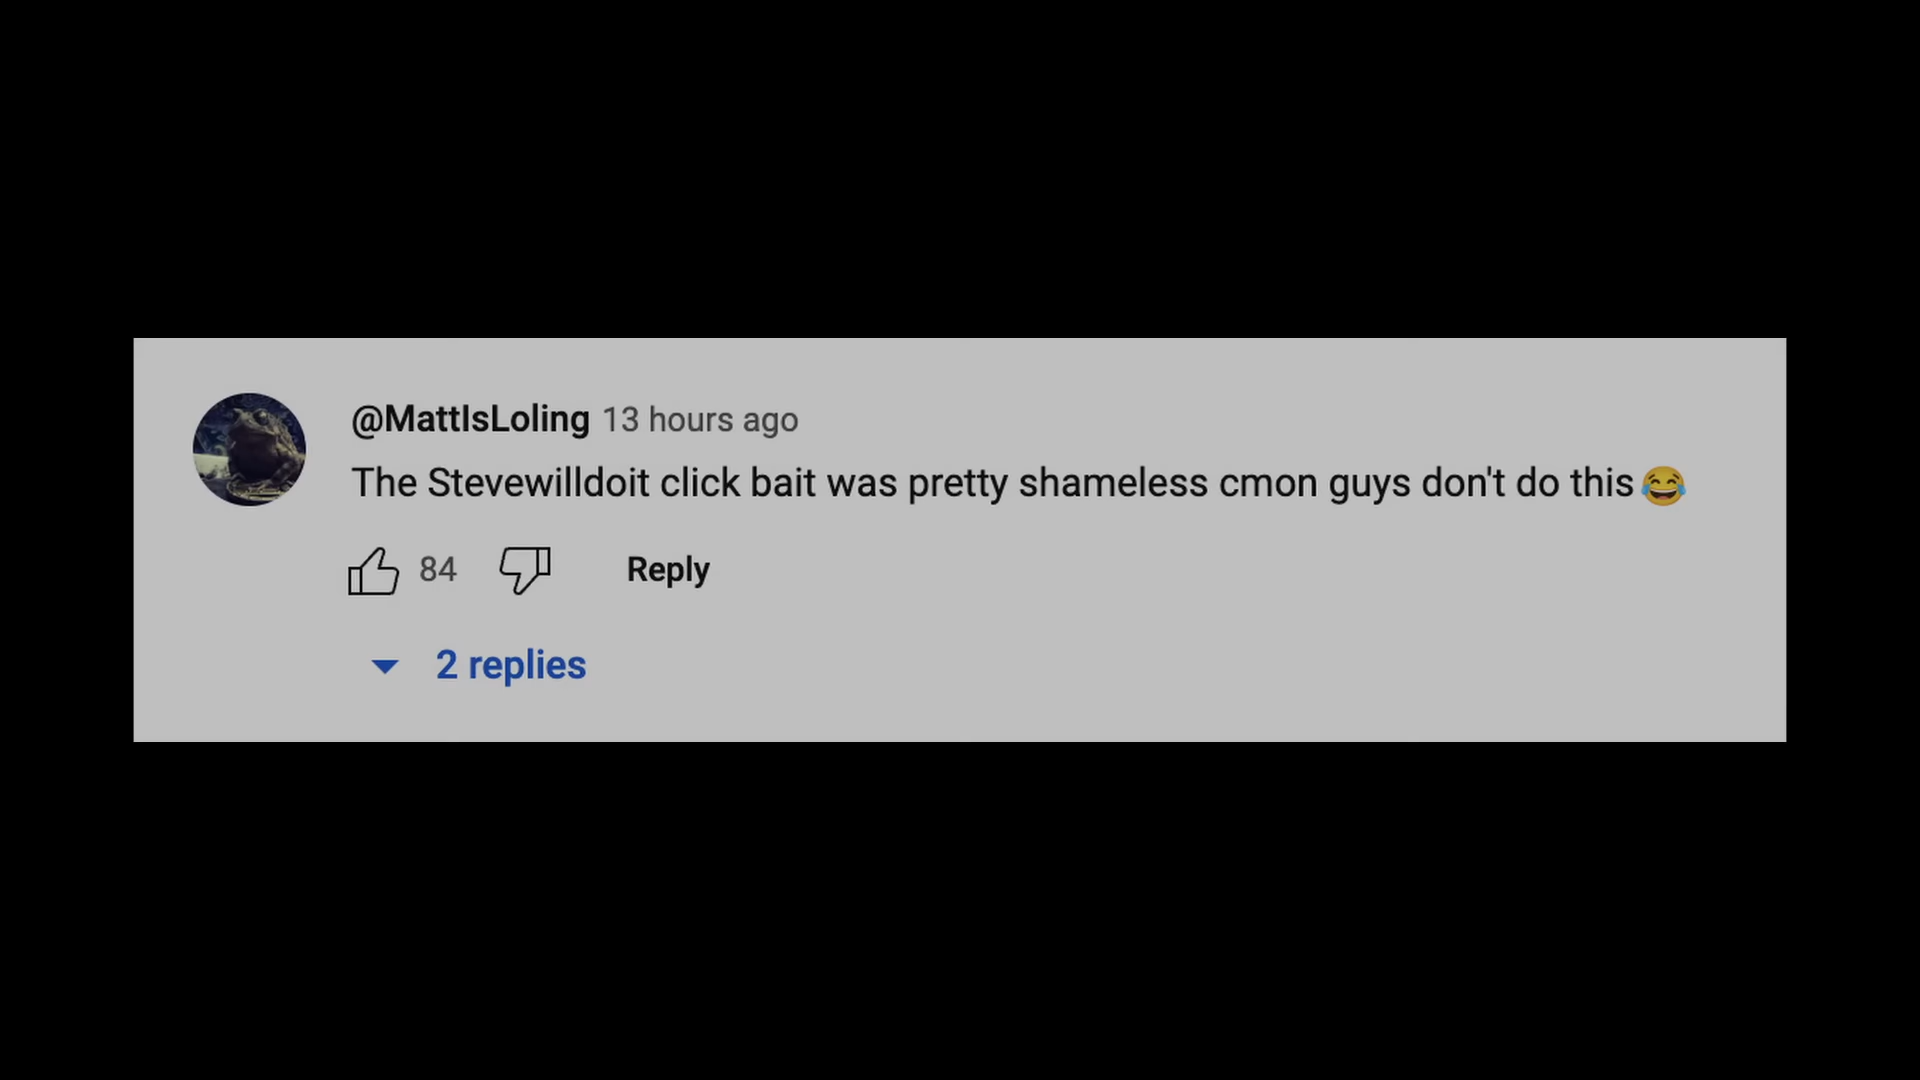 @MattIsLoling 13 hours ago
The Stevewilldoit click bait was pretty shameless cmon guys don't do this😂
84 Reply
2 replies